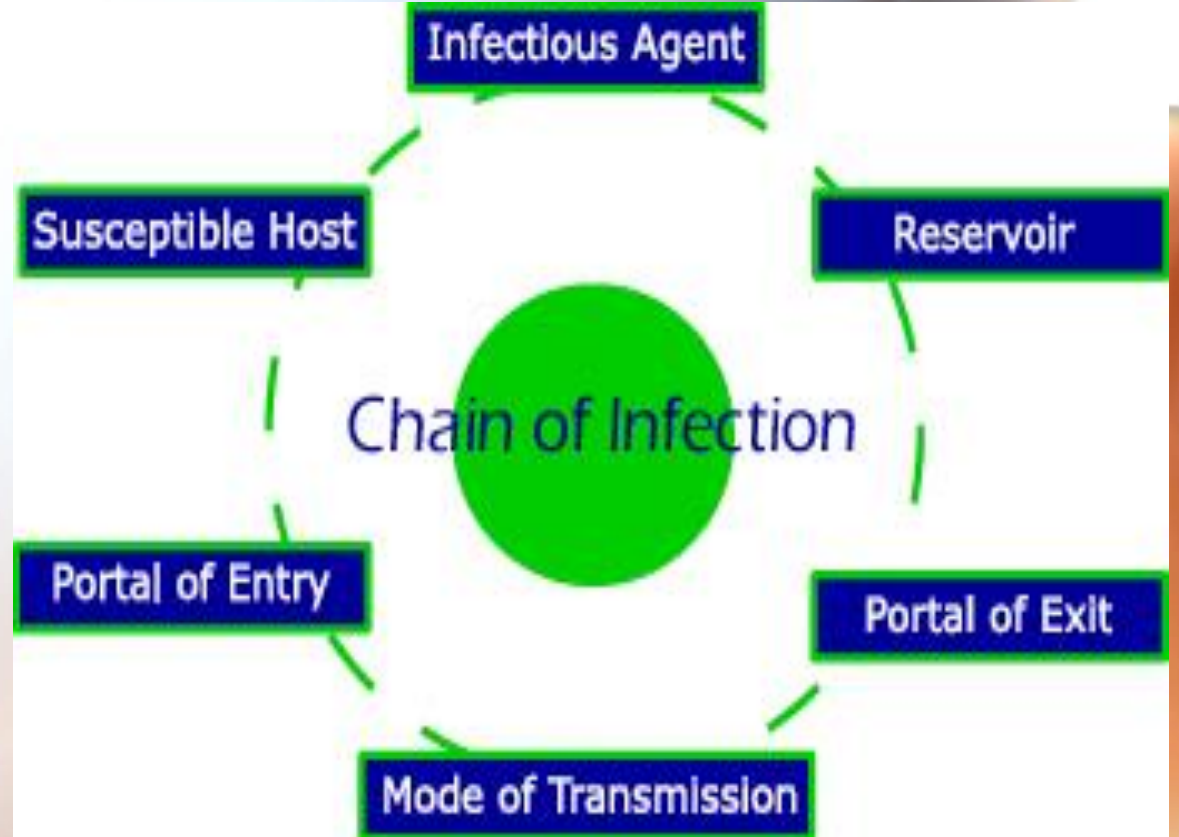 Infectious Agent
Susceptible Host
Reservoir
Chain of Infection
Portal of Entry
Portal of Exit
Mode of Transmission